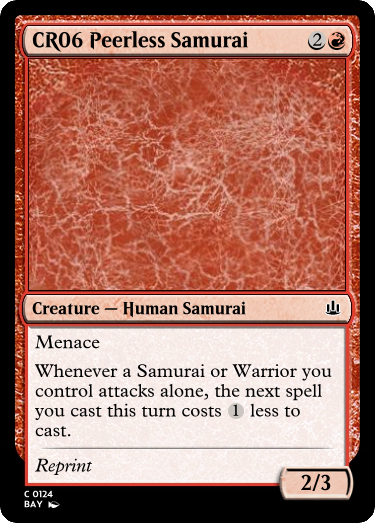 CR06 Peerless Samurai 2
Creature — Human Samurai
Menace
Whenever a Samurai or Warrior you
control attacks alone, the next spell
you cast this turn costs 1 less to
cast.
Reprint
2/3
C 0124
BAY